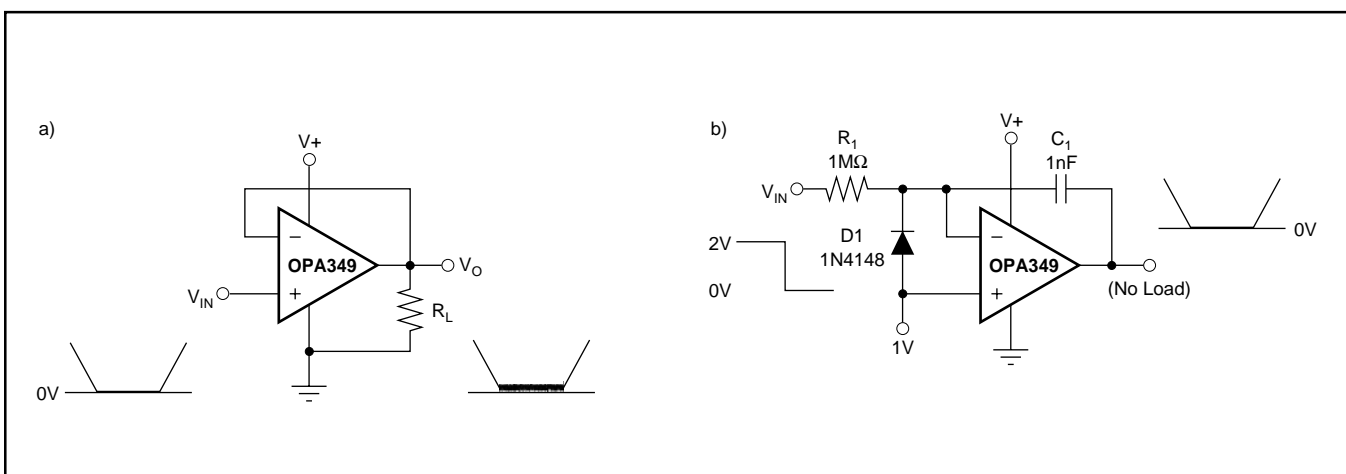 a)
V+
−
OPA349
+
V_IN
V_O
R_L
0V
b)
V+
R_1
1MΩ
C_1
1nF
V_IN
D1
1N4148
2V
0V
−
OPA349
+
1V
(No Load)
0V